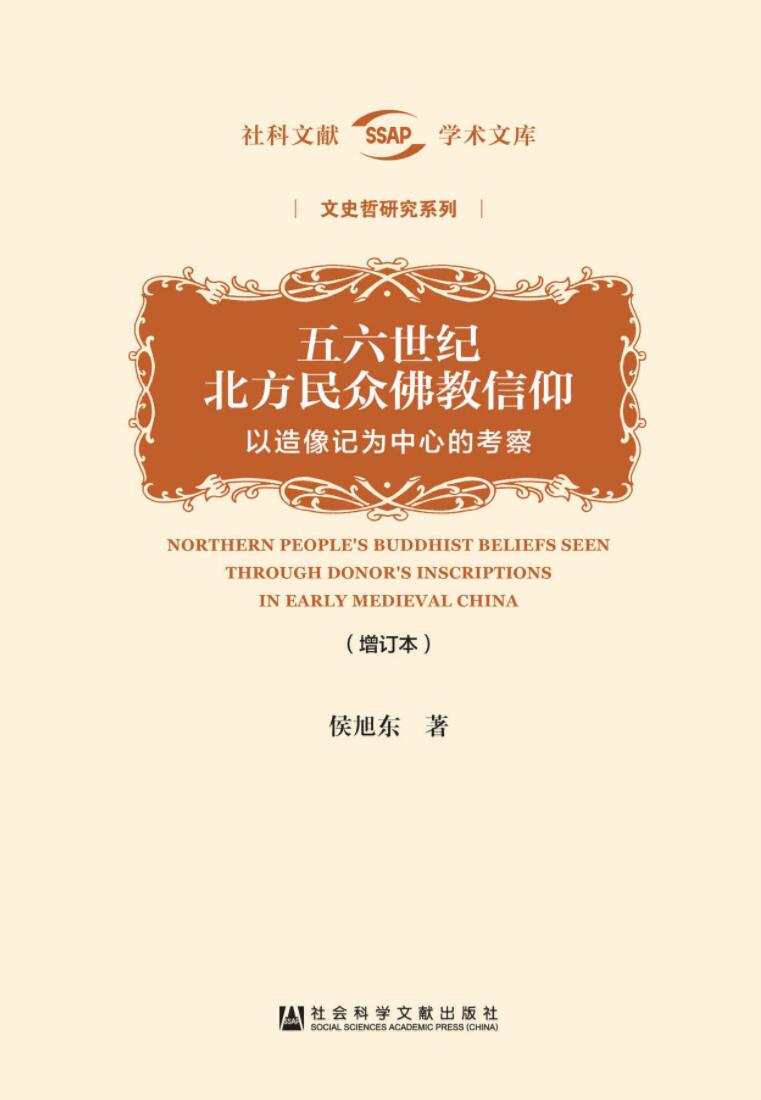 社科文献 SSAP 学术文库
| 文史哲研究系列 |
五六世纪
北方民众佛教信仰
以造像记为中心的考察
NORTHERN PEOPLE'S BUDDHIST BELIEFS SEEN
THROUGH DONOR'S INSCRIPTIONS
IN EARLY MEDIEVAL CHINA
（增订本）
侯旭东 著
SSAP 社会科学文献出版社
SOCIAL SCIENCES ACADEMIC PRESS (CHINA)